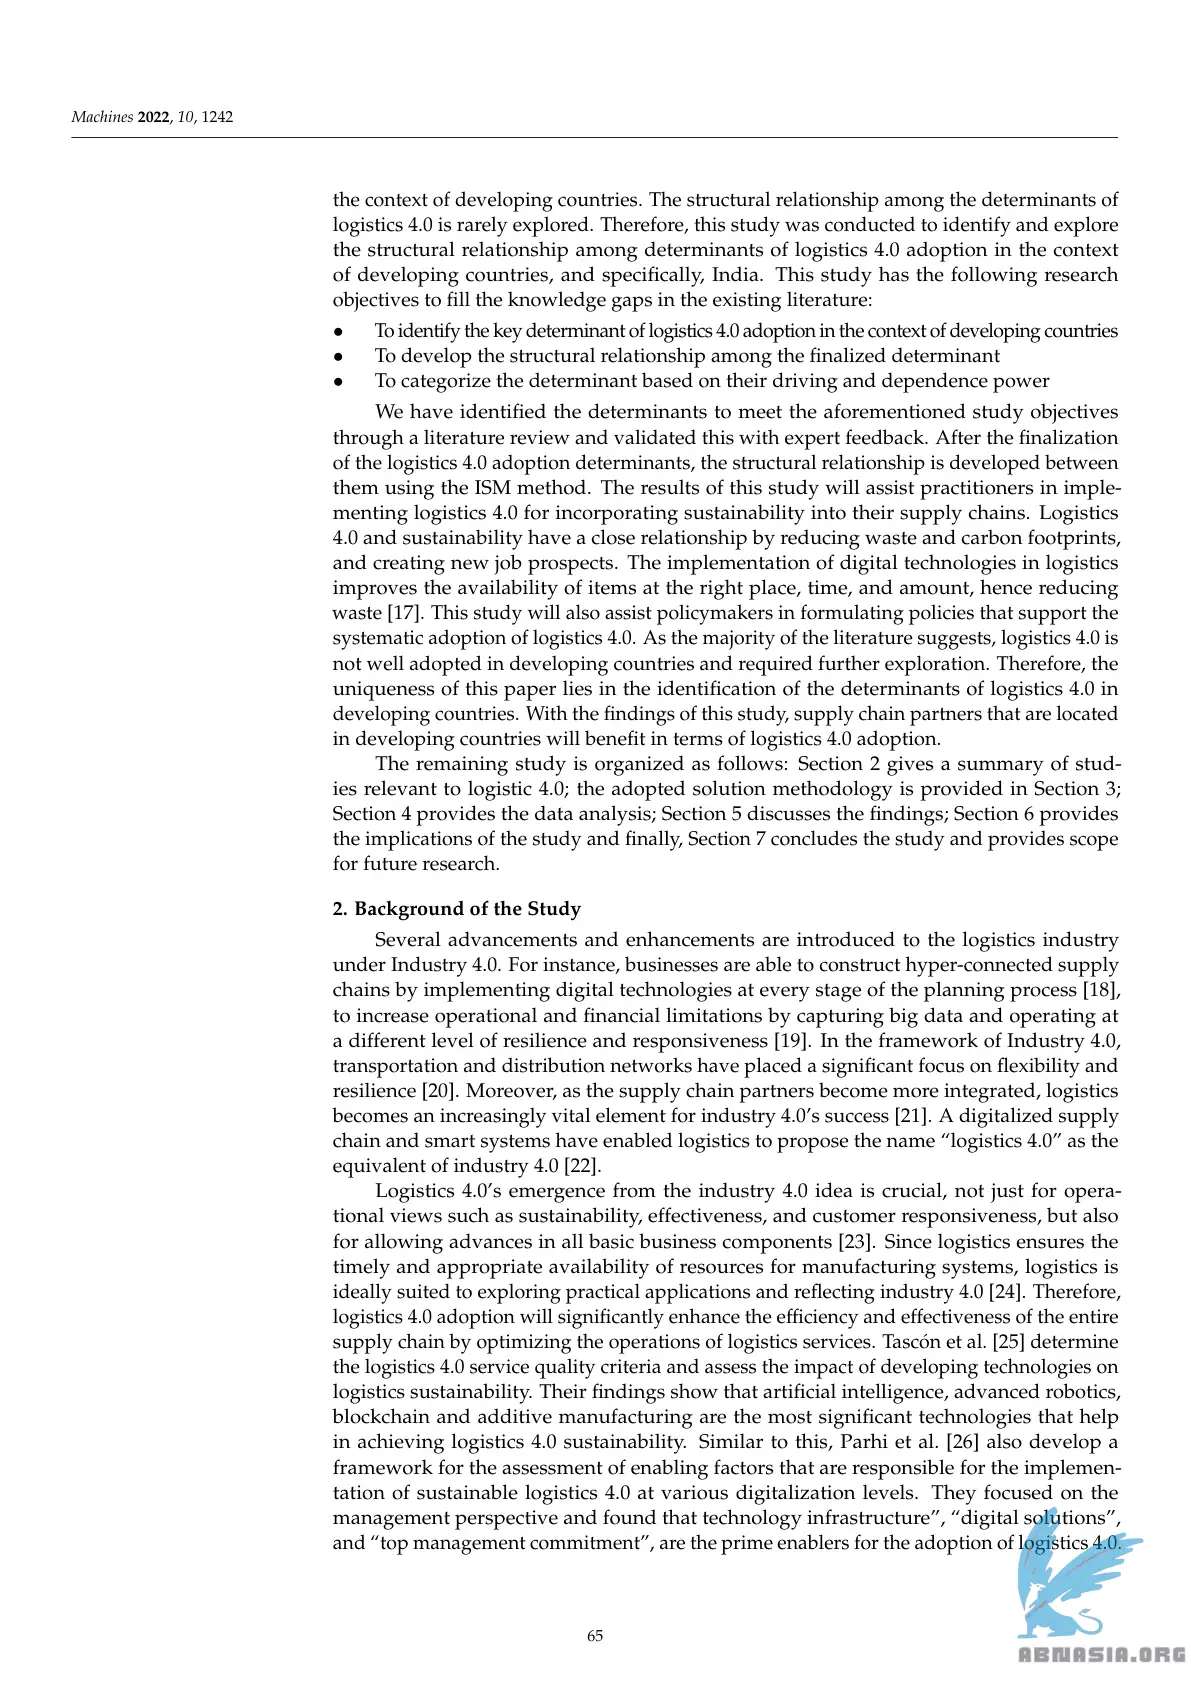 Machines 2022, 10, 1242
the context of developing countries. The structural relationship among the determinants of
logistics 4.0 is rarely explored. Therefore, this study was conducted to identify and explore
the structural relationship among determinants of logistics 4.0 adoption in the context
of developing countries, and specifically, India. This study has the following research
objectives to fill the knowledge gaps in the existing literature:
• To identify the key determinant of logistics 4.0 adoption in the context of developing countries
• To develop the structural relationship among the finalized determinant
• To categorize the determinant based on their driving and dependence power
We have identified the determinants to meet the aforementioned study objectives
through a literature review and validated this with expert feedback. After the finalization
of the logistics 4.0 adoption determinants, the structural relationship is developed between
them using the ISM method. The results of this study will assist practitioners in imple-
menting logistics 4.0 for incorporating sustainability into their supply chains. Logistics
4.0 and sustainability have a close relationship by reducing waste and carbon footprints,
and creating new job prospects. The implementation of digital technologies in logistics
improves the availability of items at the right place, time, and amount, hence reducing
waste [17]. This study will also assist policymakers in formulating policies that support the
systematic adoption of logistics 4.0. As the majority of the literature suggests, logistics 4.0 is
not well adopted in developing countries and required further exploration. Therefore, the
uniqueness of this paper lies in the identification of the determinants of logistics 4.0 in
developing countries. With the findings of this study, supply chain partners that are located
in developing countries will benefit in terms of logistics 4.0 adoption.
The remaining study is organized as follows: Section 2 gives a summary of stud-
ies relevant to logistic 4.0; the adopted solution methodology is provided in Section 3;
Section 4 provides the data analysis; Section 5 discusses the findings; Section 6 provides
the implications of the study and finally, Section 7 concludes the study and provides scope
for future research.
2. Background of the Study
Several advancements and enhancements are introduced to the logistics industry
under Industry 4.0. For instance, businesses are able to construct hyper-connected supply
chains by implementing digital technologies at every stage of the planning process [18],
to increase operational and financial limitations by capturing big data and operating at
a different level of resilience and responsiveness [19]. In the framework of Industry 4.0,
transportation and distribution networks have placed a significant focus on flexibility and
resilience [20]. Moreover, as the supply chain partners become more integrated, logistics
becomes an increasingly vital element for industry 4.0’s success [21]. A digitalized supply
chain and smart systems have enabled logistics to propose the name “logistics 4.0” as the
equivalent of industry 4.0 [22].
Logistics 4.0’s emergence from the industry 4.0 idea is crucial, not just for opera-
tional views such as sustainability, effectiveness, and customer responsiveness, but also
for allowing advances in all basic business components [23]. Since logistics ensures the
timely and appropriate availability of resources for manufacturing systems, logistics is
ideally suited to exploring practical applications and reflecting industry 4.0 [24]. Therefore,
logistics 4.0 adoption will significantly enhance the efficiency and effectiveness of the entire
supply chain by optimizing the operations of logistics services. Tascón et al. [25] determine
the logistics 4.0 service quality criteria and assess the impact of developing technologies on
logistics sustainability. Their findings show that artificial intelligence, advanced robotics,
blockchain and additive manufacturing are the most significant technologies that help
in achieving logistics 4.0 sustainability. Similar to this, Parhi et al. [26] also develop a
framework for the assessment of enabling factors that are responsible for the implemen-
tation of sustainable logistics 4.0 at various digitalization levels. They focused on the
management perspective and found that technology infrastructure”, “digital solutions”,
and “top management commitment”, are the prime enablers for the adoption of logistics 4.0.
65
ABNASIA.ORG